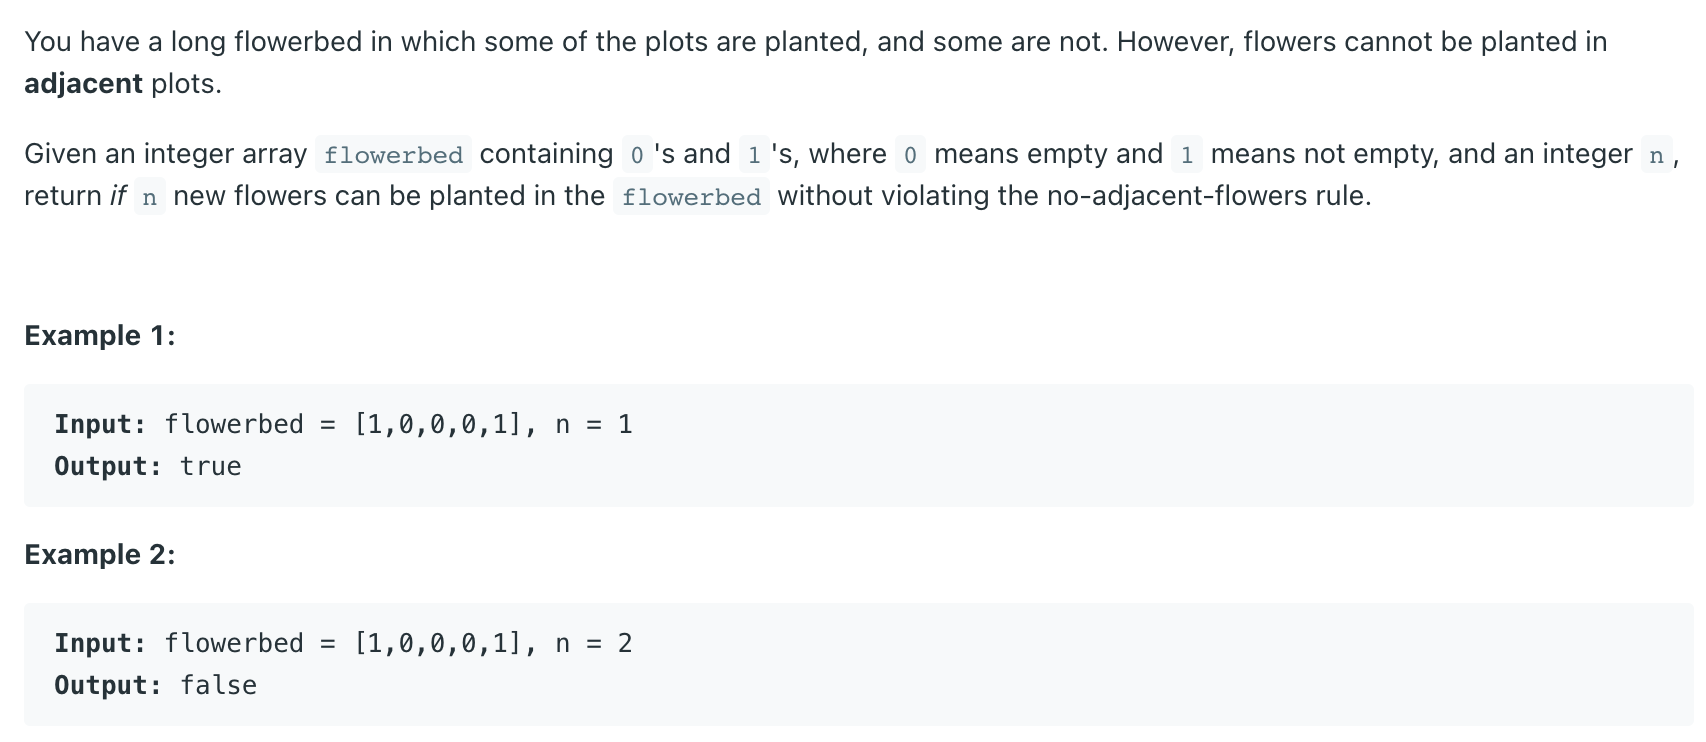 You have a long flowerbed in which some of the plots are planted, and some are not. However, flowers cannot be planted in
adjacent plots.
Given an integer array flowerbed containing 0 's and 1 's, where 0 means empty and 1 means not empty, and an integer n ,
return if n new flowers can be planted in the flowerbed without violating the no-adjacent-flowers rule.
Example 1:
Input: flowerbed = [1,0,0,0,1], n = 1
Output: true
Example 2:
Input: flowerbed = [1,0,0,0,1], n = 2
Output: false